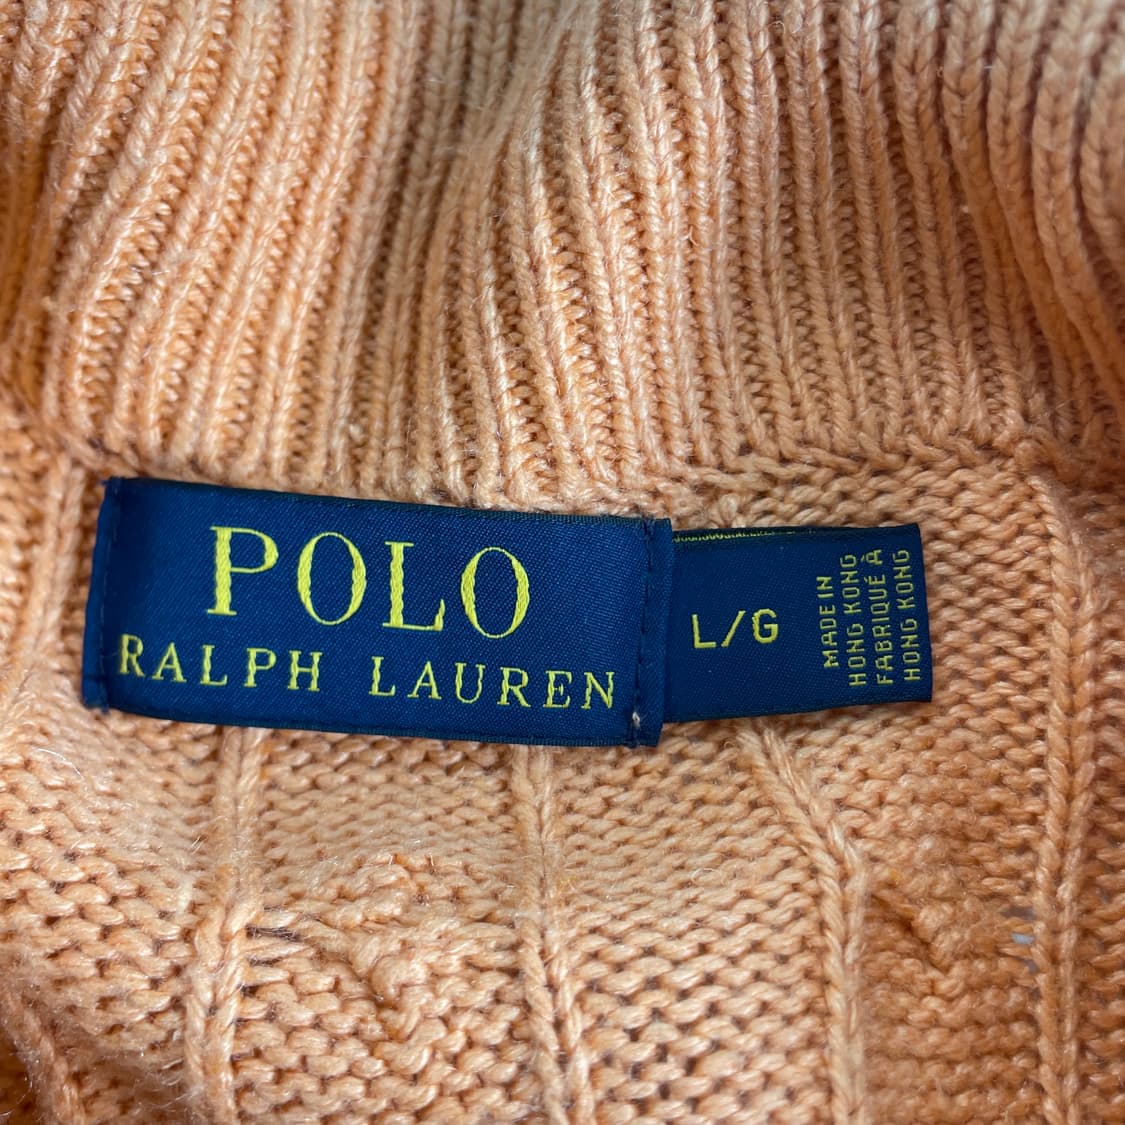 POLO
RALPH LAUREN
L/G
MADE IN
HONG KONG
FABRIQUÉ À
HONG KONG